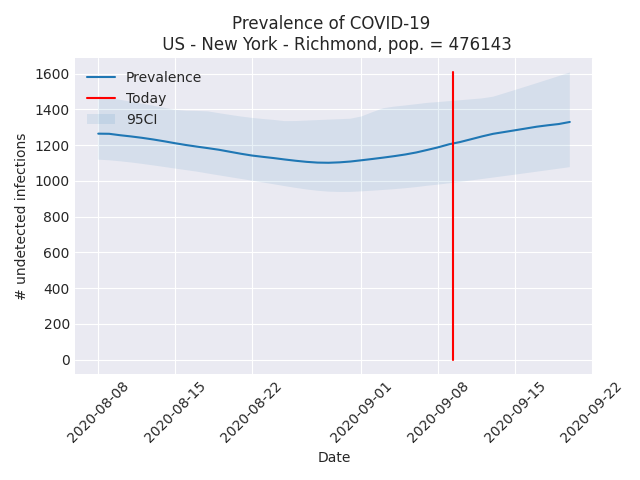 Prevalence of COVID-19
US - New York - Richmond, pop. = 476143
1600
1400
1200
1000
800
600
400
200
0
# undetected infections
Prevalence
Today
95CI
2020-08-08
2020-08-15
2020-08-22
2020-09-01
2020-09-08
2020-09-15
2020-09-22
Date